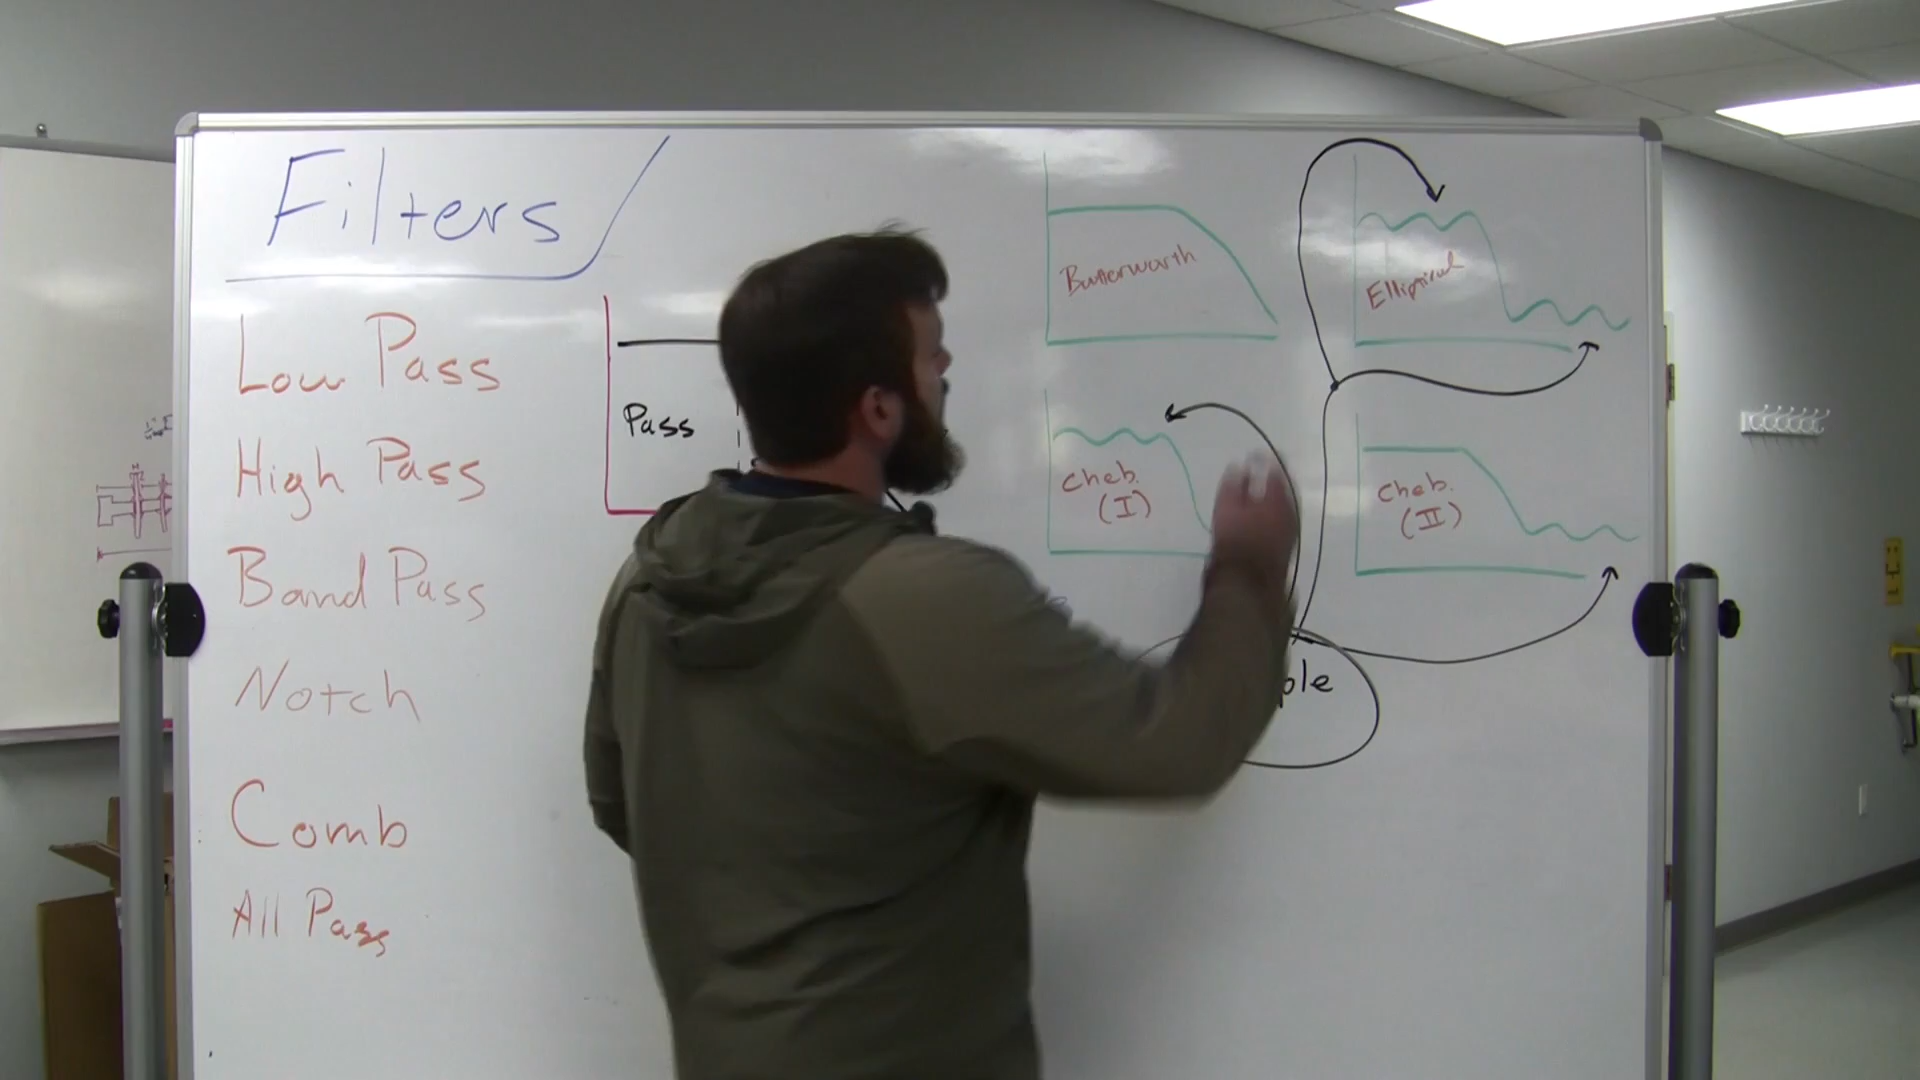 Filters
Low Pass
High Pass
Band Pass
Notch
Comb
All Pass
Pass
Butterworth
Elliptical
Cheb.
(I)
Cheb.
(II)